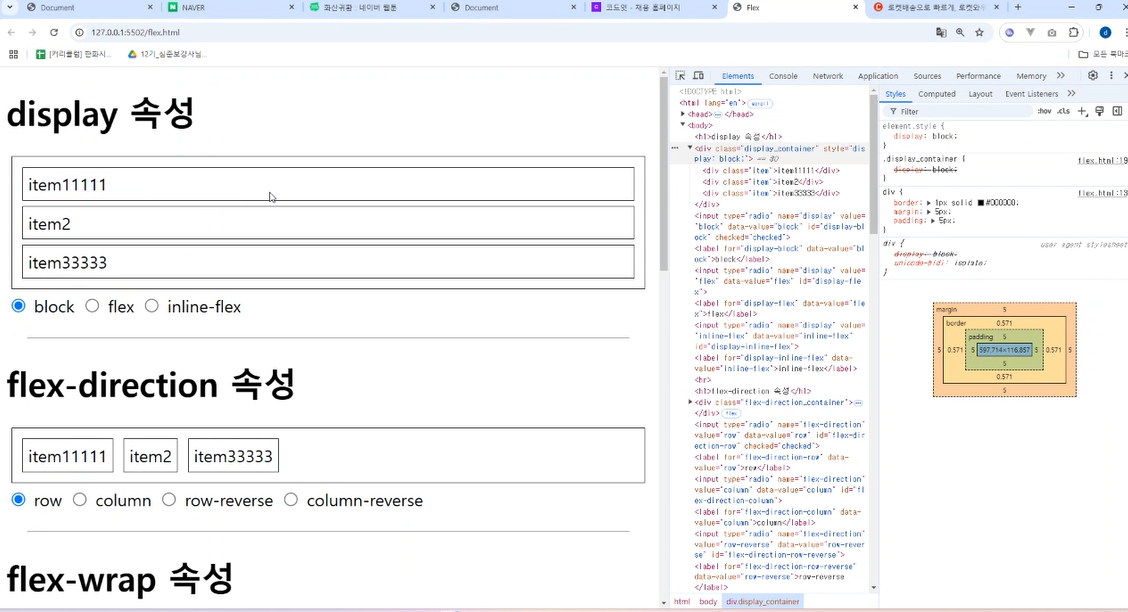 Document
NAVER
화산귀환 : 네이버 웹툰
Document
코드잇 - 채용 홈페이지
Flex
로켓배송으로 빠르게, 로켓와우
127.0.0.1:5502/flex.html
[커리큘럼] 한화시...
12기_심준보강사님...
모든 북마크
display 속성
item11111
item2
item33333
block flex inline-flex
flex-direction 속성
item11111 item2 item33333
row column row-reverse column-reverse
flex-wrap 속성
Elements Console Network Application Sources Performance Memory
<!DOCTYPE html>
<html lang="en"> scroll
<head> </head>
<body>
<h1>display 속성</h1>
<div class="display_container" style="dis
play: block;"> == $0
<div class="item">item11111</div>
<div class="item">item2</div>
<div class="item">item33333</div>
</div>
<input type="radio" name="display" value=
"block" data-value="block" id="display-bl
ock" checked="checked">
<label for="display-block" data-value="bl
ock">block</label>
<input type="radio" name="display" value=
"flex" data-value="flex" id="display-fle
x">
<label for="display-flex" data-value="fle
x">flex</label>
<input type="radio" name="display" value=
"inline-flex" data-value="inline-flex"
id="display-inline-flex">
<label for="display-inline-flex" data-
value="inline-flex">inline-flex</label>
<hr>
<h1>flex-direction 속성</h1>
<div class="flex-direction_container">
</div> flex
<input type="radio" name="flex-direction"
value="row" data-value="row" id="flex-dir
ection-row" checked="checked">
<label for="flex-direction-row" data-
value="row">row</label>
<input type="radio" name="flex-direction"
value="column" data-value="column" id="fl
ex-direction-column">
<label for="flex-direction-column" data-
value="column">column</label>
<input type="radio" name="flex-direction"
value="row-reverse" data-value="row-rever
se" id="flex-direction-row-reverse">
<label for="flex-direction-row-reverse"
data-value="row-reverse">row-reverse
</label>
html body div.display_container
Styles Computed Layout Event Listeners
Filter :hov .cls
element.style {
display: block;
}
.display_container { flex.html:19
display: block;
}
div { flex.html:13
border: 1px solid #000000;
margin: 5px;
padding: 5px;
}
div { user agent stylesheet
display: block;
unicode-bidi: isolate;
}
margin 5
border 0.571
padding 5
5 0.571 5 597.714×116.857 5 0.571 5
5
0.571
5